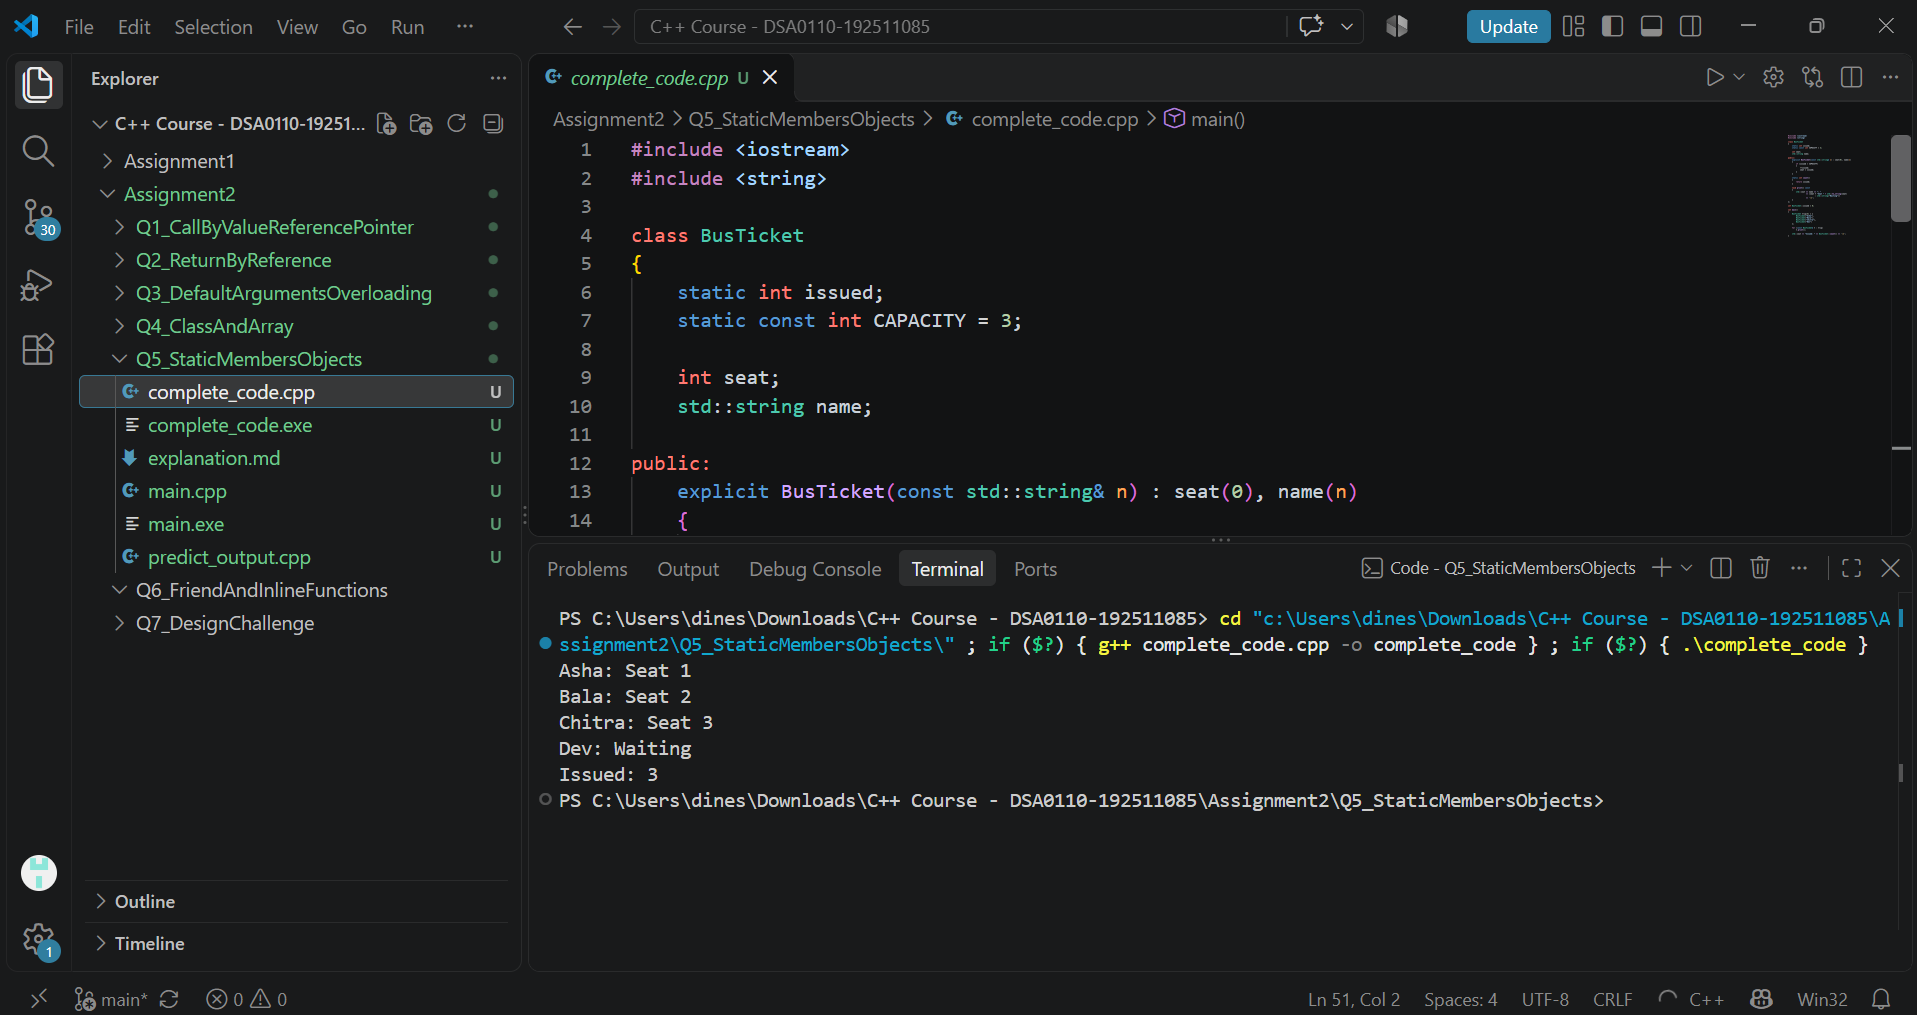 File Edit Selection View Go Run ···
C++ Course - DSA0110-192511085
Update
Explorer
C++ Course - DSA0110-19251...
Assignment1
Assignment2
Q1_CallByValueReferencePointer
Q2_ReturnByReference
Q3_DefaultArgumentsOverloading
Q4_ClassAndArray
Q5_StaticMembersObjects
complete_code.cpp U
complete_code.exe U
explanation.md U
main.cpp U
main.exe U
predict_output.cpp U
Q6_FriendAndInlineFunctions
Q7_DesignChallenge
Outline
Timeline
30
1
complete_code.cpp U
Assignment2 > Q5_StaticMembersObjects > complete_code.cpp > main()
1 #include <iostream>
2 #include <string>
3
4 class BusTicket
5 {
6 static int issued;
7 static const int CAPACITY = 3;
8
9 int seat;
10 std::string name;
11
12 public:
13 explicit BusTicket(const std::string& n) : seat(0), name(n)
14 {
Problems Output Debug Console Terminal Ports
Code - Q5_StaticMembersObjects
PS C:\Users\dines\Downloads\C++ Course - DSA0110-192511085> cd "c:\Users\dines\Downloads\C++ Course - DSA0110-192511085\A
ssignment2\Q5_StaticMembersObjects\" ; if ($?) { g++ complete_code.cpp -o complete_code } ; if ($?) { .\complete_code }
Asha: Seat 1
Bala: Seat 2
Chitra: Seat 3
Dev: Waiting
Issued: 3
PS C:\Users\dines\Downloads\C++ Course - DSA0110-192511085\Assignment2\Q5_StaticMembersObjects>
main* 0 0
Ln 51, Col 2 Spaces: 4 UTF-8 CRLF C++ Win32